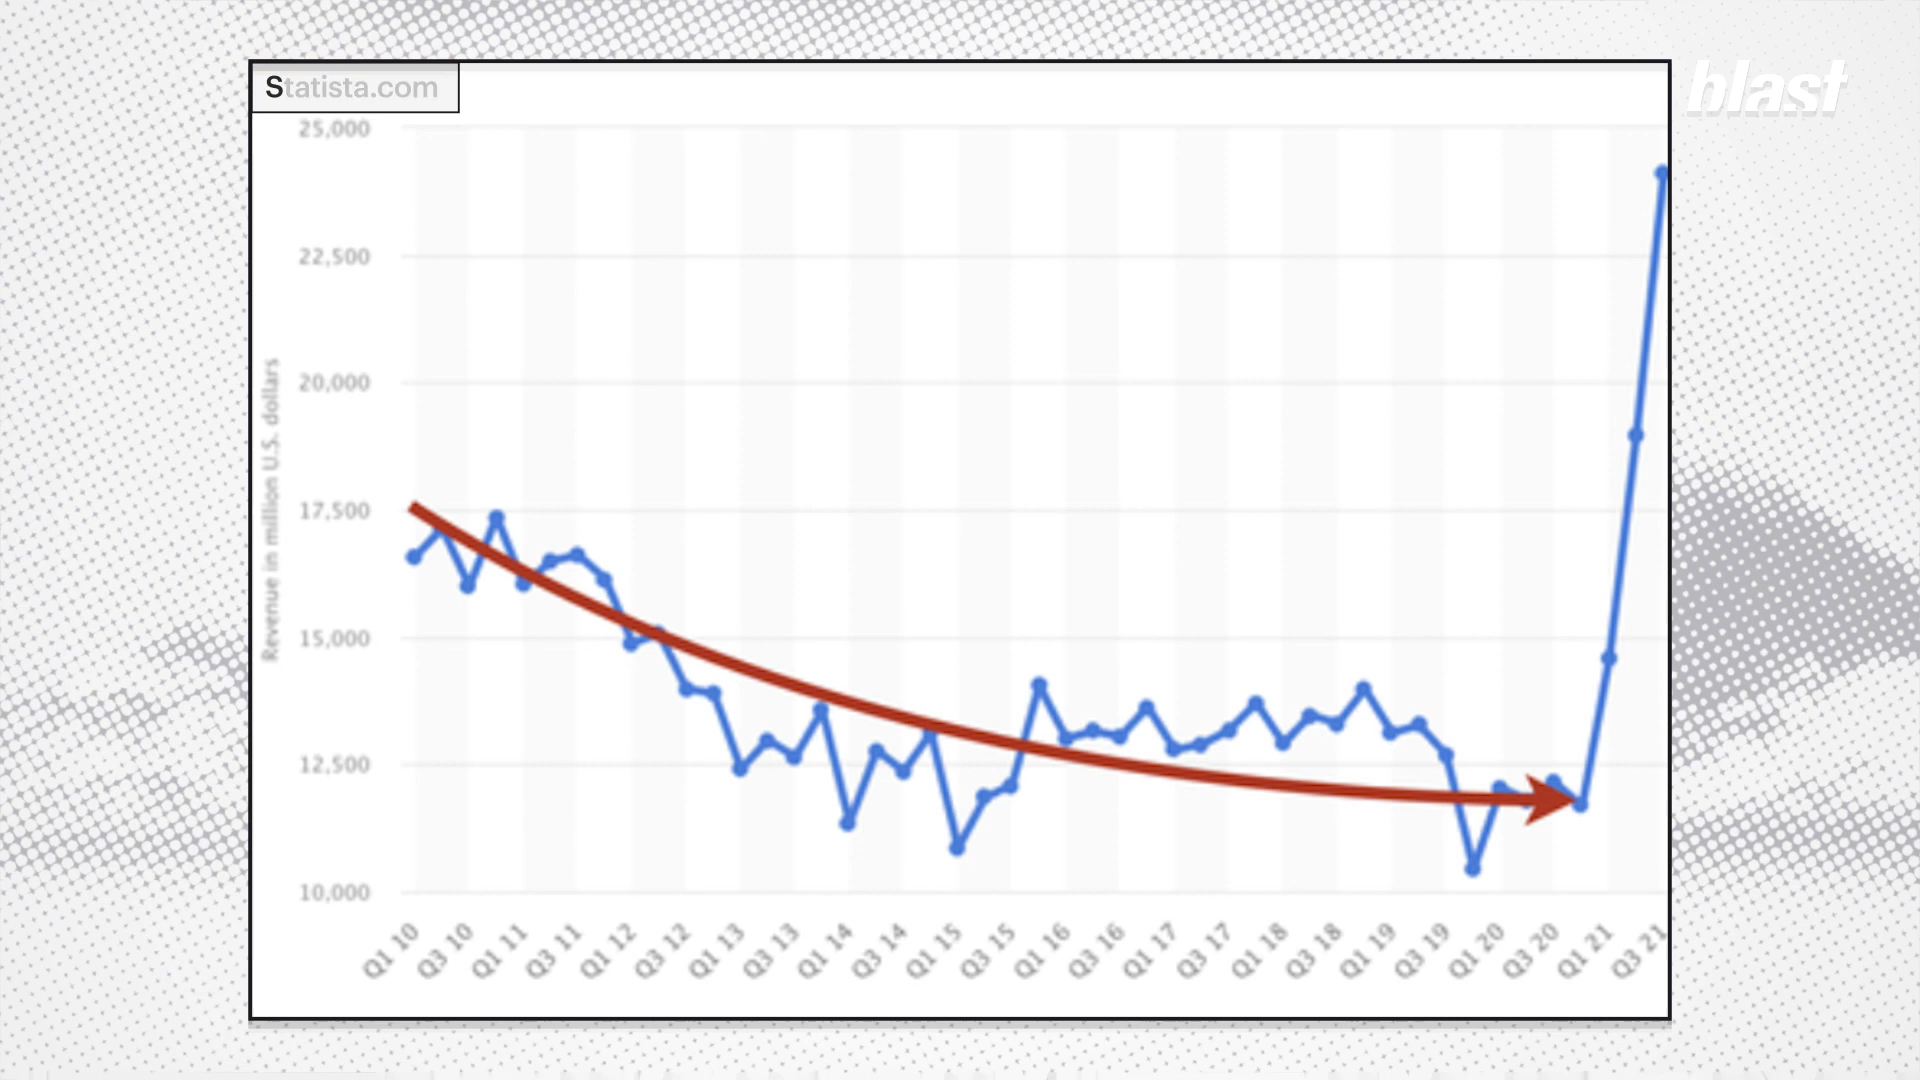 Statista.com
blast
25,000
22,500
20,000
17,500
15,000
12,500
10,000
Revenue in million U.S. dollars
Q1 10
Q3 10
Q1 11
Q3 11
Q1 12
Q3 12
Q1 13
Q3 13
Q1 14
Q3 14
Q1 15
Q3 15
Q1 16
Q3 16
Q1 17
Q3 17
Q1 18
Q3 18
Q1 19
Q3 19
Q1 20
Q3 20
Q1 21
Q3 21